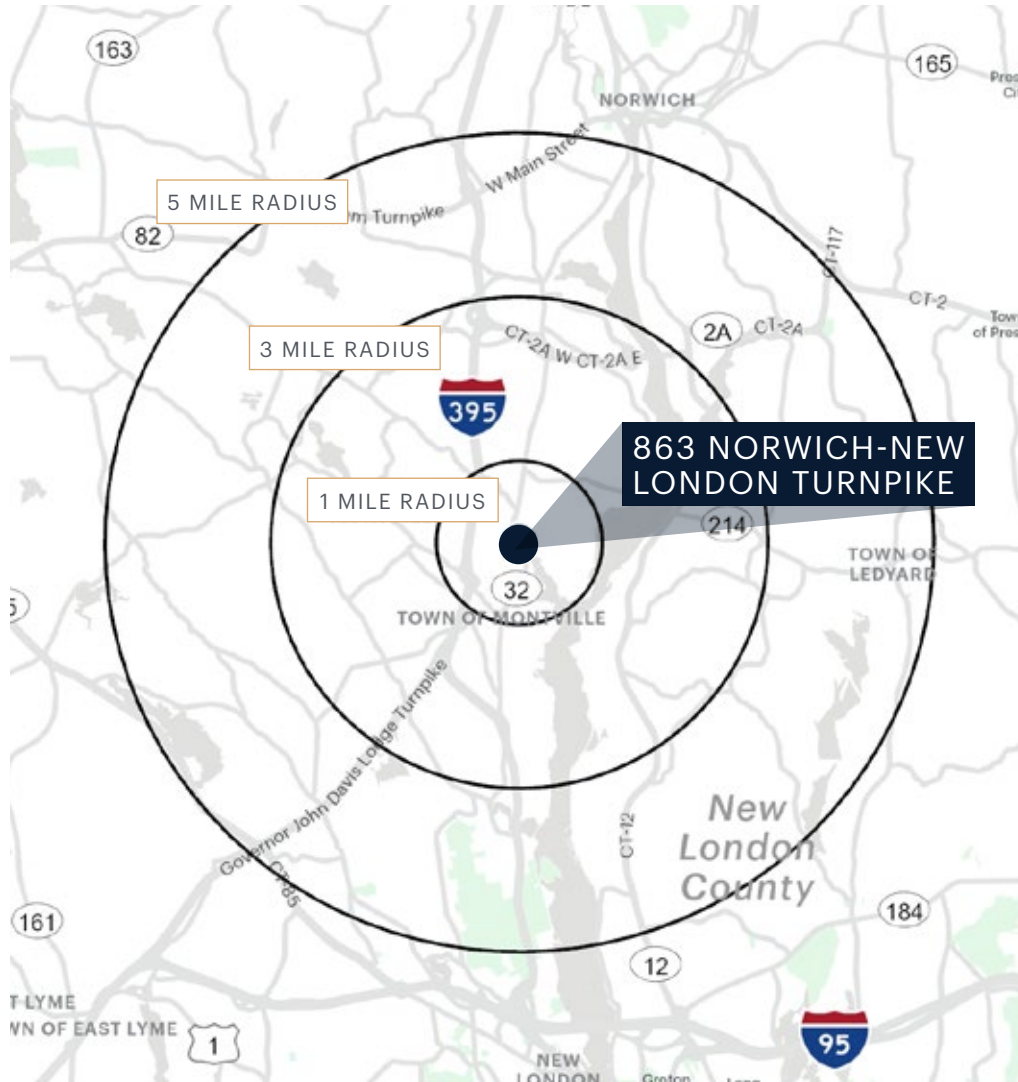 163
165
NORWICH
W Main Street
5 MILE RADIUS
Turnpike
82
CT-117
CT-2
3 MILE RADIUS
2A
CT-2A
CT-2A W CT-2A E
395
863 NORWICH-NEW
LONDON TURNPIKE
1 MILE RADIUS
214
TOWN OF
LEDYARD
32
TOWN OF MONTVILLE
Governor John Davis Lodge Turnpike
CT-12
New
London
County
CT-85
161
184
12
LYME
OF EAST LYME
1
95
NEW
LONDON
Groton